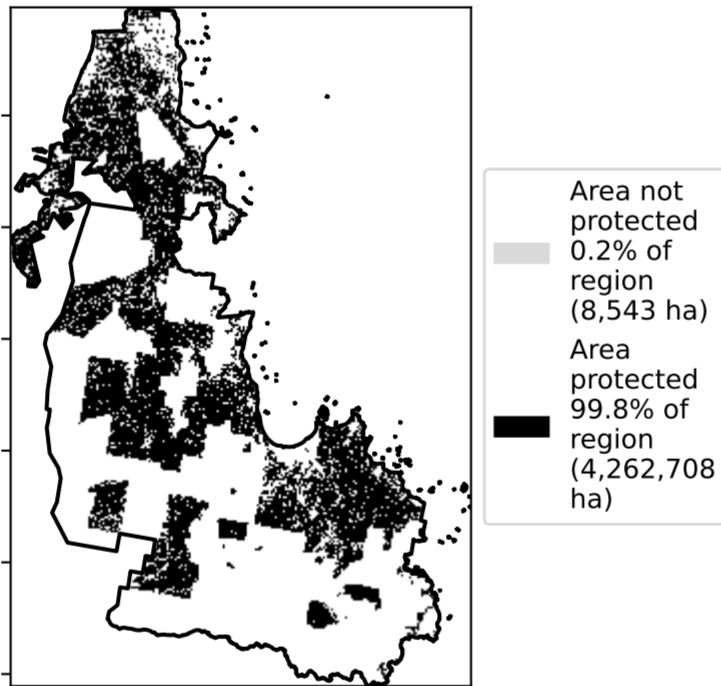 Area not
protected
0.2% of
region
(8,543 ha)
Area
protected
99.8% of
region
(4,262,708
ha)